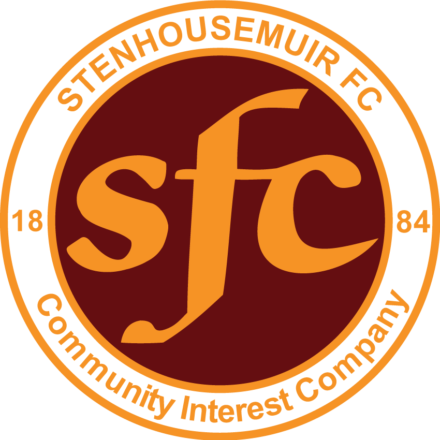 STENHOUSEMUIR FC
18
sfc
84
Community Interest Company